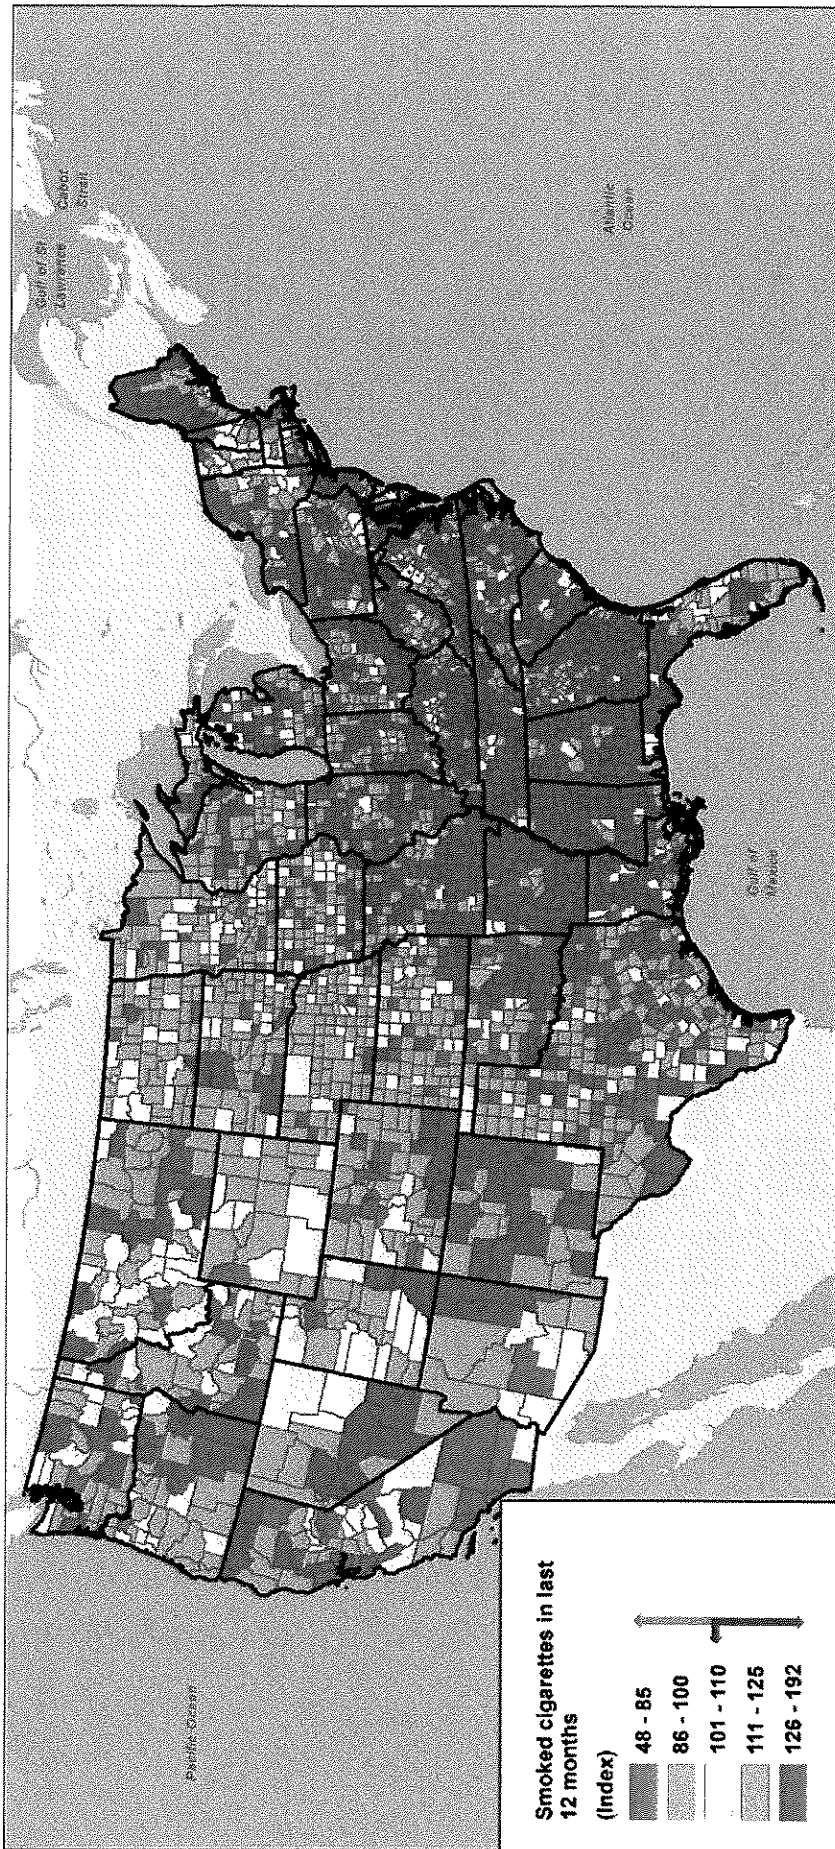 Gulf of St
Lawrence
Cabot
Strait
Pacific Ocean
Atlantic
Ocean
Gulf of
Mexico
Smoked cigarettes in last
12 months
(Index)
48 - 85
86 - 100
101 - 110
111 - 125
126 - 192